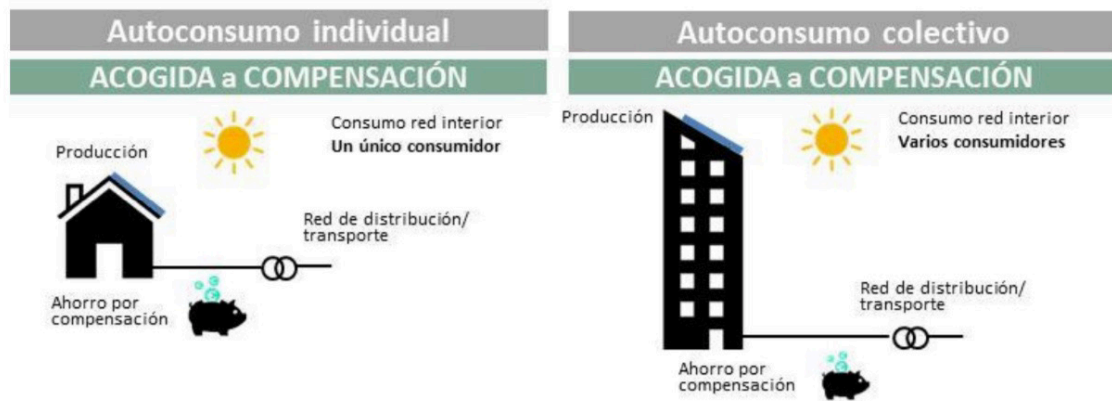 Autoconsumo individual
ACOGIDA a COMPENSACIÓN
Consumo red interior
Un único consumidor
Producción
Red de distribución/
transporte
Ahorro por
compensación
Autoconsumo colectivo
ACOGIDA a COMPENSACIÓN
Producción
Consumo red interior
Varios consumidores
Red de distribución/
transporte
Ahorro por
compensación